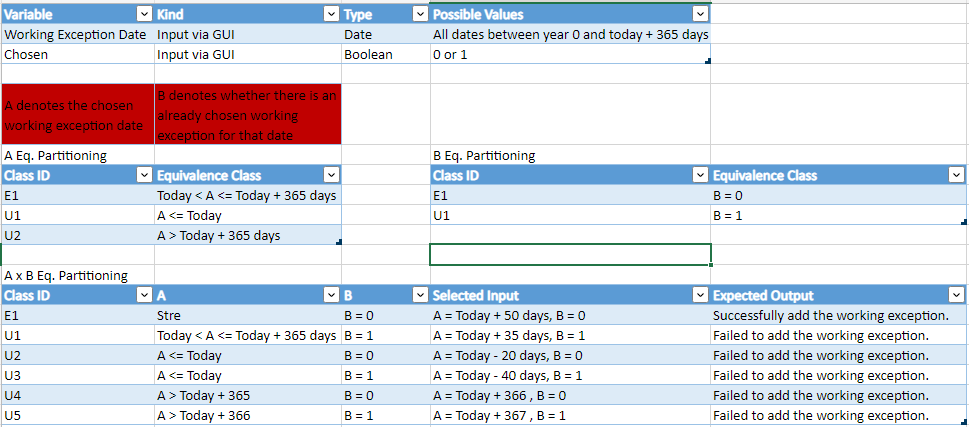 Variable Kind Type Possible Values
Working Exception Date Input via GUI Date All dates between year 0 and today + 365 days
Chosen Input via GUI Boolean 0 or 1
A denotes the chosen working exception date
B denotes whether there is an already chosen working exception for that date
A Eq. Partitioning B Eq. Partitioning
Class ID Equivalence Class Class ID Equivalence Class
E1 Today < A <= Today + 365 days E1 B = 0
U1 A <= Today U1 B = 1
U2 A > Today + 365 days
A x B Eq. Partitioning
Class ID A B Selected Input Expected Output
E1 Stre B = 0 A = Today + 50 days, B = 0 Successfully add the working exception.
U1 Today < A <= Today + 365 days B = 1 A = Today + 35 days, B = 1 Failed to add the working exception.
U2 A <= Today B = 0 A = Today - 20 days, B = 0 Failed to add the working exception.
U3 A <= Today B = 1 A = Today - 40 days, B = 1 Failed to add the working exception.
U4 A > Today + 365 B = 0 A = Today + 366 , B = 0 Failed to add the working exception.
U5 A > Today + 366 B = 1 A = Today + 367 , B = 1 Failed to add the working exception.